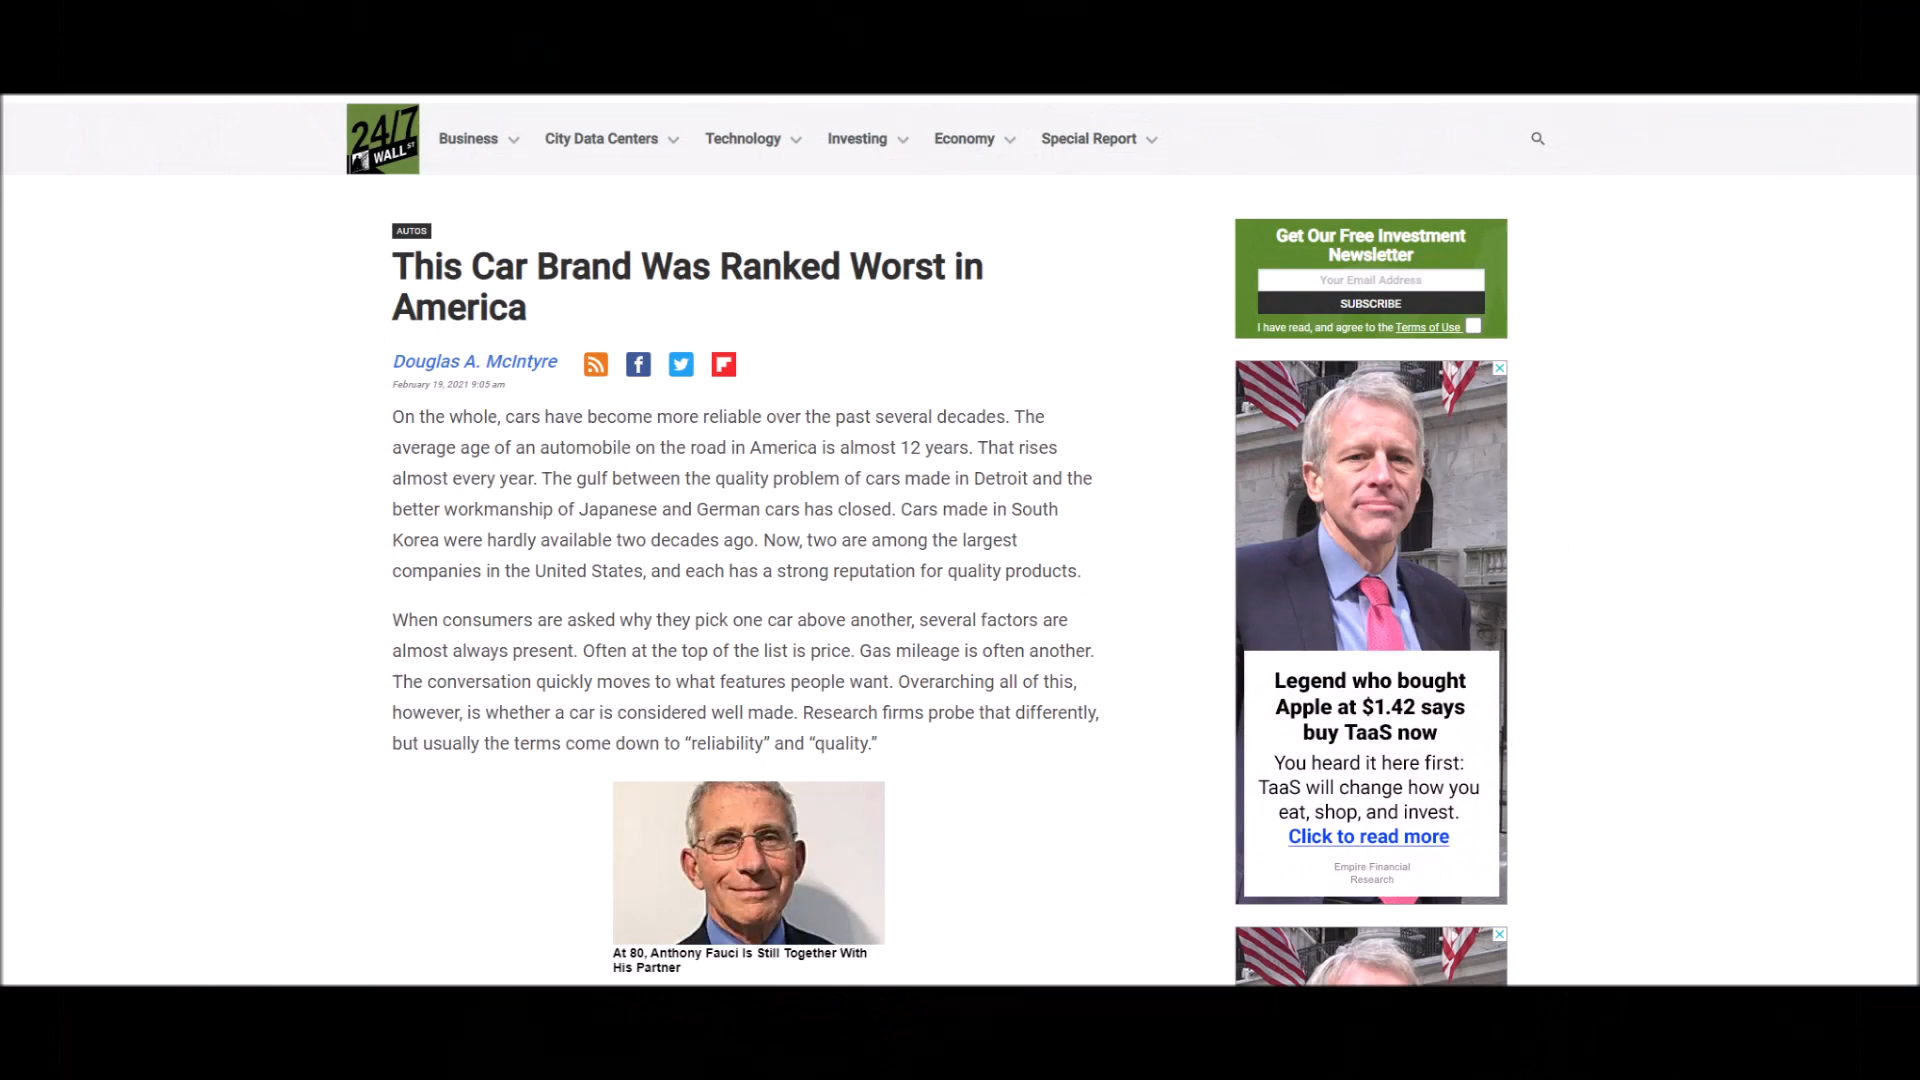 24/7
WALL ST
Business
City Data Centers
Technology
Investing
Economy
Special Report
AUTOS
This Car Brand Was Ranked Worst in
America
Douglas A. McIntyre
February 19, 2021 9:05 am
On the whole, cars have become more reliable over the past several decades. The
average age of an automobile on the road in America is almost 12 years. That rises
almost every year. The gulf between the quality problem of cars made in Detroit and the
better workmanship of Japanese and German cars has closed. Cars made in South
Korea were hardly available two decades ago. Now, two are among the largest
companies in the United States, and each has a strong reputation for quality products.
When consumers are asked why they pick one car above another, several factors are
almost always present. Often at the top of the list is price. Gas mileage is often another.
The conversation quickly moves to what features people want. Overarching all of this,
however, is whether a car is considered well made. Research firms probe that differently,
but usually the terms come down to “reliability” and “quality.”
At 80, Anthony Fauci Is Still Together With
His Partner
Get Our Free Investment
Newsletter
Your Email Address
SUBSCRIBE
I have read, and agree to the Terms of Use
Legend who bought
Apple at $1.42 says
buy TaaS now
You heard it here first:
TaaS will change how you
eat, shop, and invest.
Click to read more
Empire Financial
Research